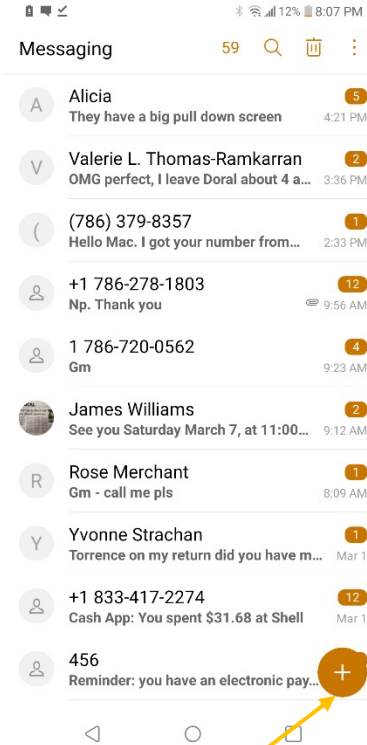 12% 8:07 PM
Messaging 59
A Alicia 5
They have a big pull down screen 4:21 PM
V Valerie L. Thomas-Ramkarran 2
OMG perfect, I leave Doral about 4 a... 3:36 PM
( (786) 379-8357 1
Hello Mac. I got your number from... 2:33 PM
+1 786-278-1803 12
Np. Thank you 9:56 AM
1 786-720-0562 4
Gm 9:23 AM
James Williams 2
See you Saturday March 7, at 11:00... 9:12 AM
R Rose Merchant 1
Gm - call me pls 8:09 AM
Y Yvonne Strachan 1
Torrence on my return did you have m... Mar 1
+1 833-417-2274 12
Cash App: You spent $31.68 at Shell Mar 1
456
Reminder: you have an electronic pay...
+